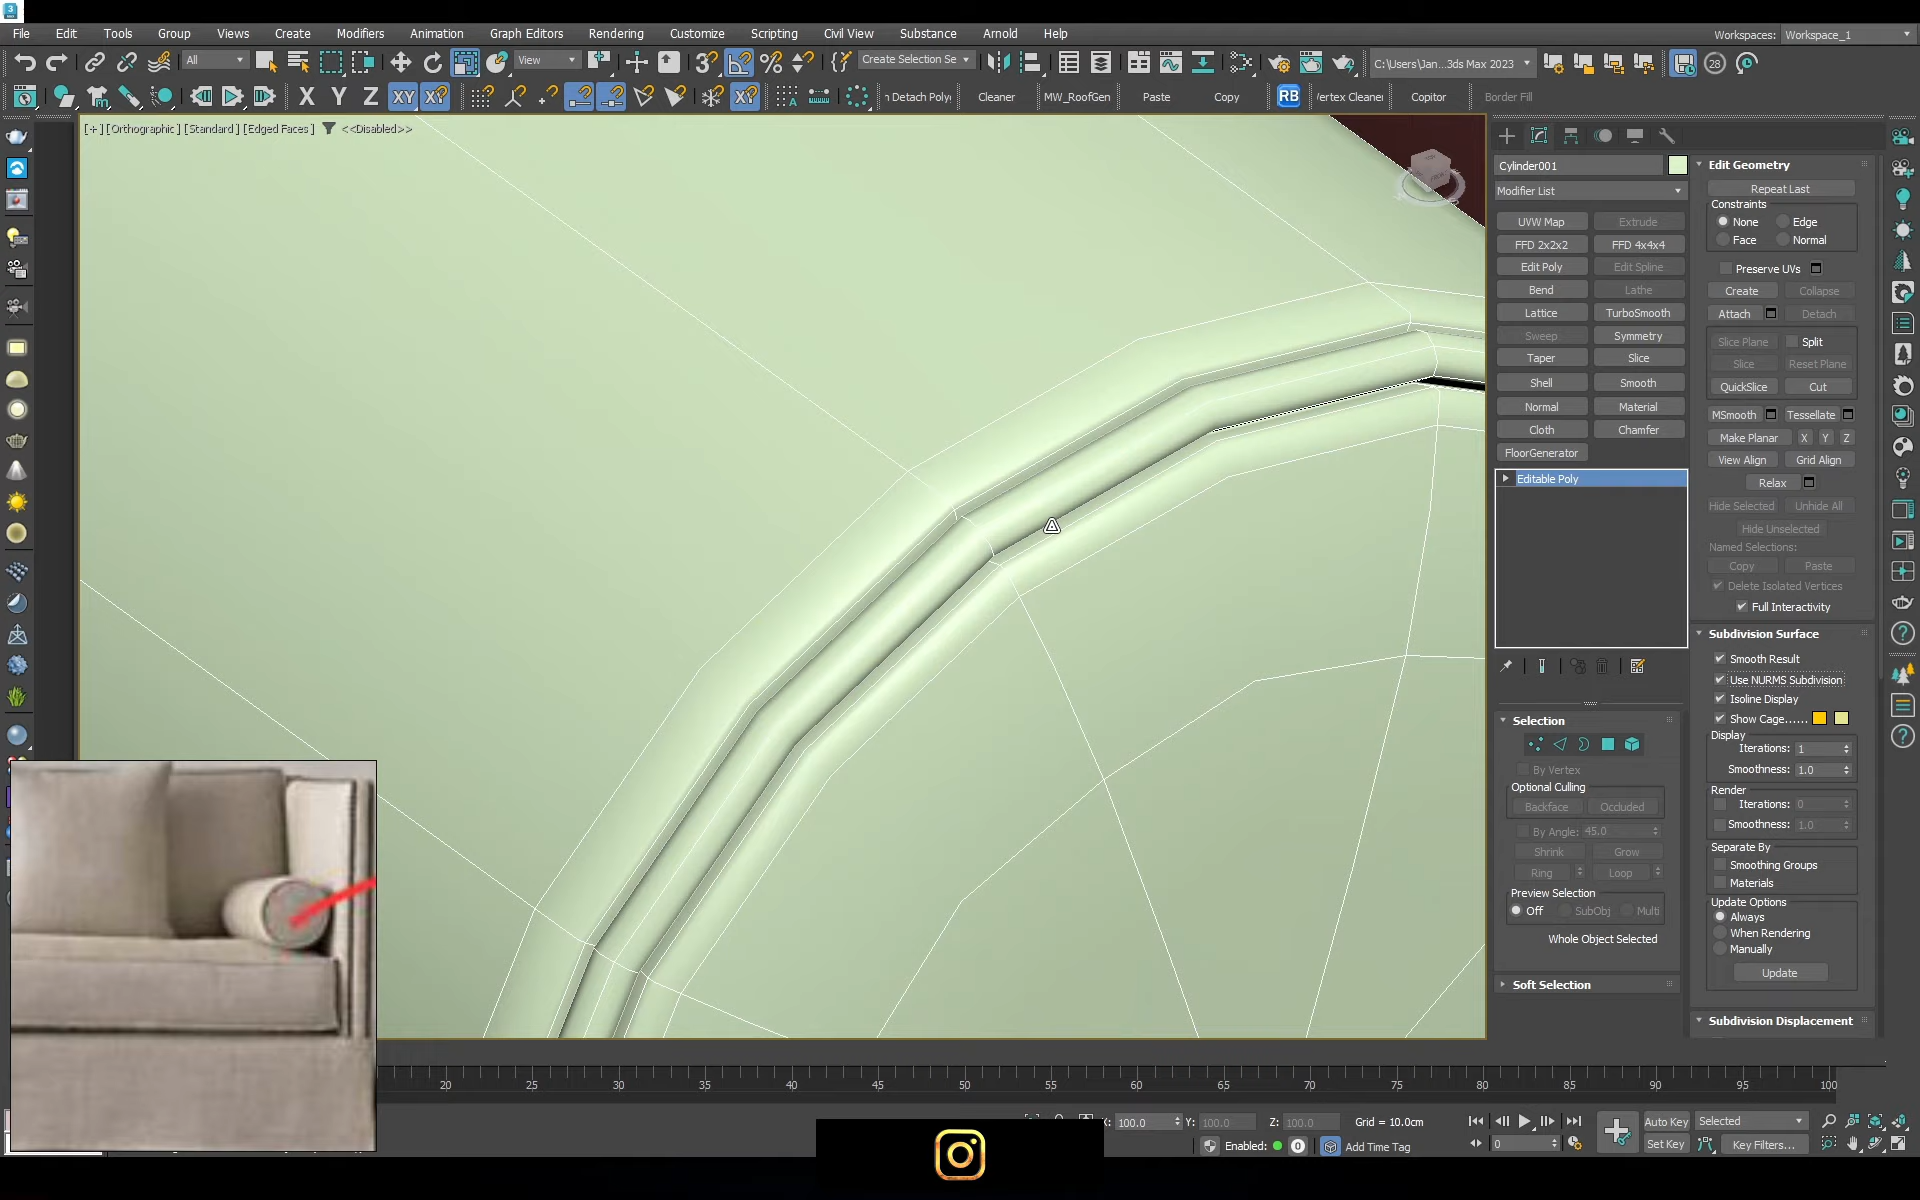 3
MAX
File Edit Tools Group Views Create Modifiers Animation Graph Editors Rendering Customize Scripting Civil View Substance Arnold Help
Workspaces: Workspace_1
All View Create Selection Se C:\Users\Jan...3ds Max 2023 28
X Y Z XY XY n Detach Poly Cleaner MW_RoofGen Paste Copy RB Vertex Cleaner Copitor Border Fill
[+] [Orthographic] [Standard] [Edged Faces] <<Disabled>>
Cylinder001
Modifier List
UVW Map Extrude
FFD 2x2x2 FFD 4x4x4
Edit Poly Edit Spline
Bend Lathe
Lattice TurboSmooth
Sweep Symmetry
Taper Slice
Shell Smooth
Normal Material
Cloth Chamfer
FloorGenerator
Editable Poly
Selection
By Vertex
Optional Culling
Backface Occluded
By Angle: 45.0
Shrink Grow
Ring Loop
Preview Selection
Off SubObj Multi
Whole Object Selected
Soft Selection
Edit Geometry
Repeat Last
Constraints
None Edge
Face Normal
Preserve UVs
Create Collapse
Attach Detach
Slice Plane Split
Slice Reset Plane
QuickSlice Cut
MSmooth Tessellate
Make Planar X Y Z
View Align Grid Align
Relax
Hide Selected Unhide All
Hide Unselected
Named Selections:
Copy Paste
Delete Isolated Vertices
Full Interactivity
Subdivision Surface
Smooth Result
Use NURMS Subdivision
Isoline Display
Show Cage......
Display
Iterations: 1
Smoothness: 1.0
Render
Iterations: 0
Smoothness: 1.0
Separate By
Smoothing Groups
Materials
Update Options
Always
When Rendering
Manually
Update
Subdivision Displacement
20 25 30 35 40 45 50 55 60 65 70 75 80 85 90 95 100
X: 100.0 Y: 100.0 Z: 100.0 Grid = 10.0cm Auto Key Selected
Enabled: 0 Add Time Tag 0 Set Key Key Filters...